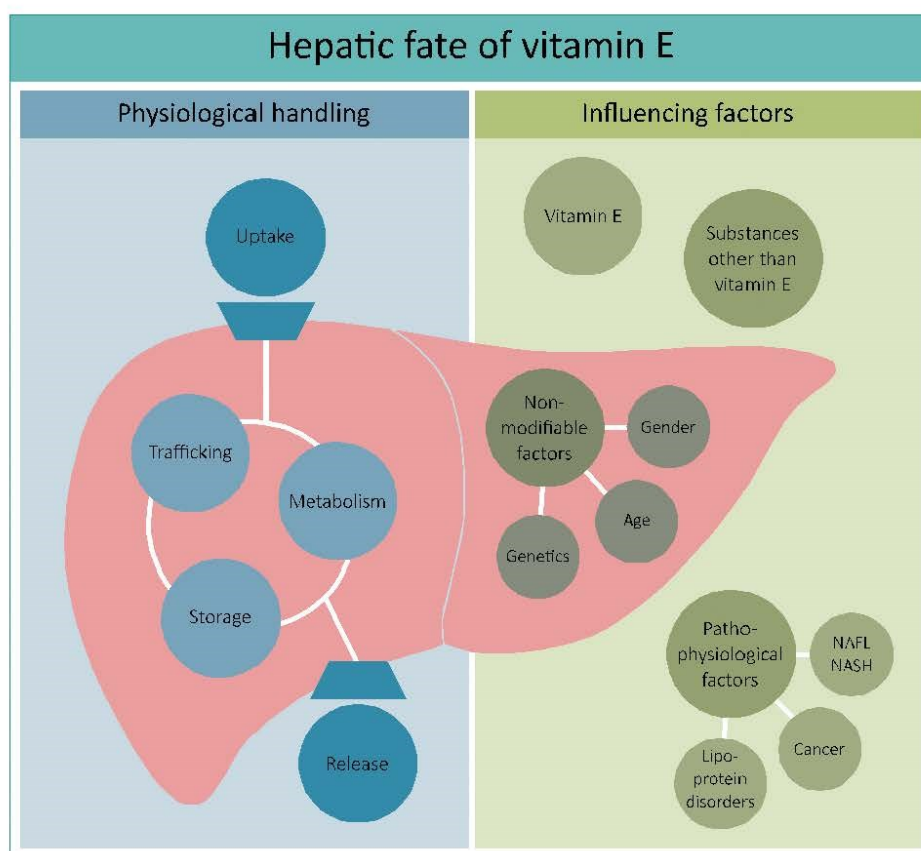 Hepatic fate of vitamin E
Physiological handling
Influencing factors
Uptake
Trafficking
Metabolism
Storage
Release
Vitamin E
Substances
other than
vitamin E
Non-
modifiable
factors
Gender
Age
Genetics
Patho-
physiological
factors
NAFL
NASH
Cancer
Lipo-
protein
disorders